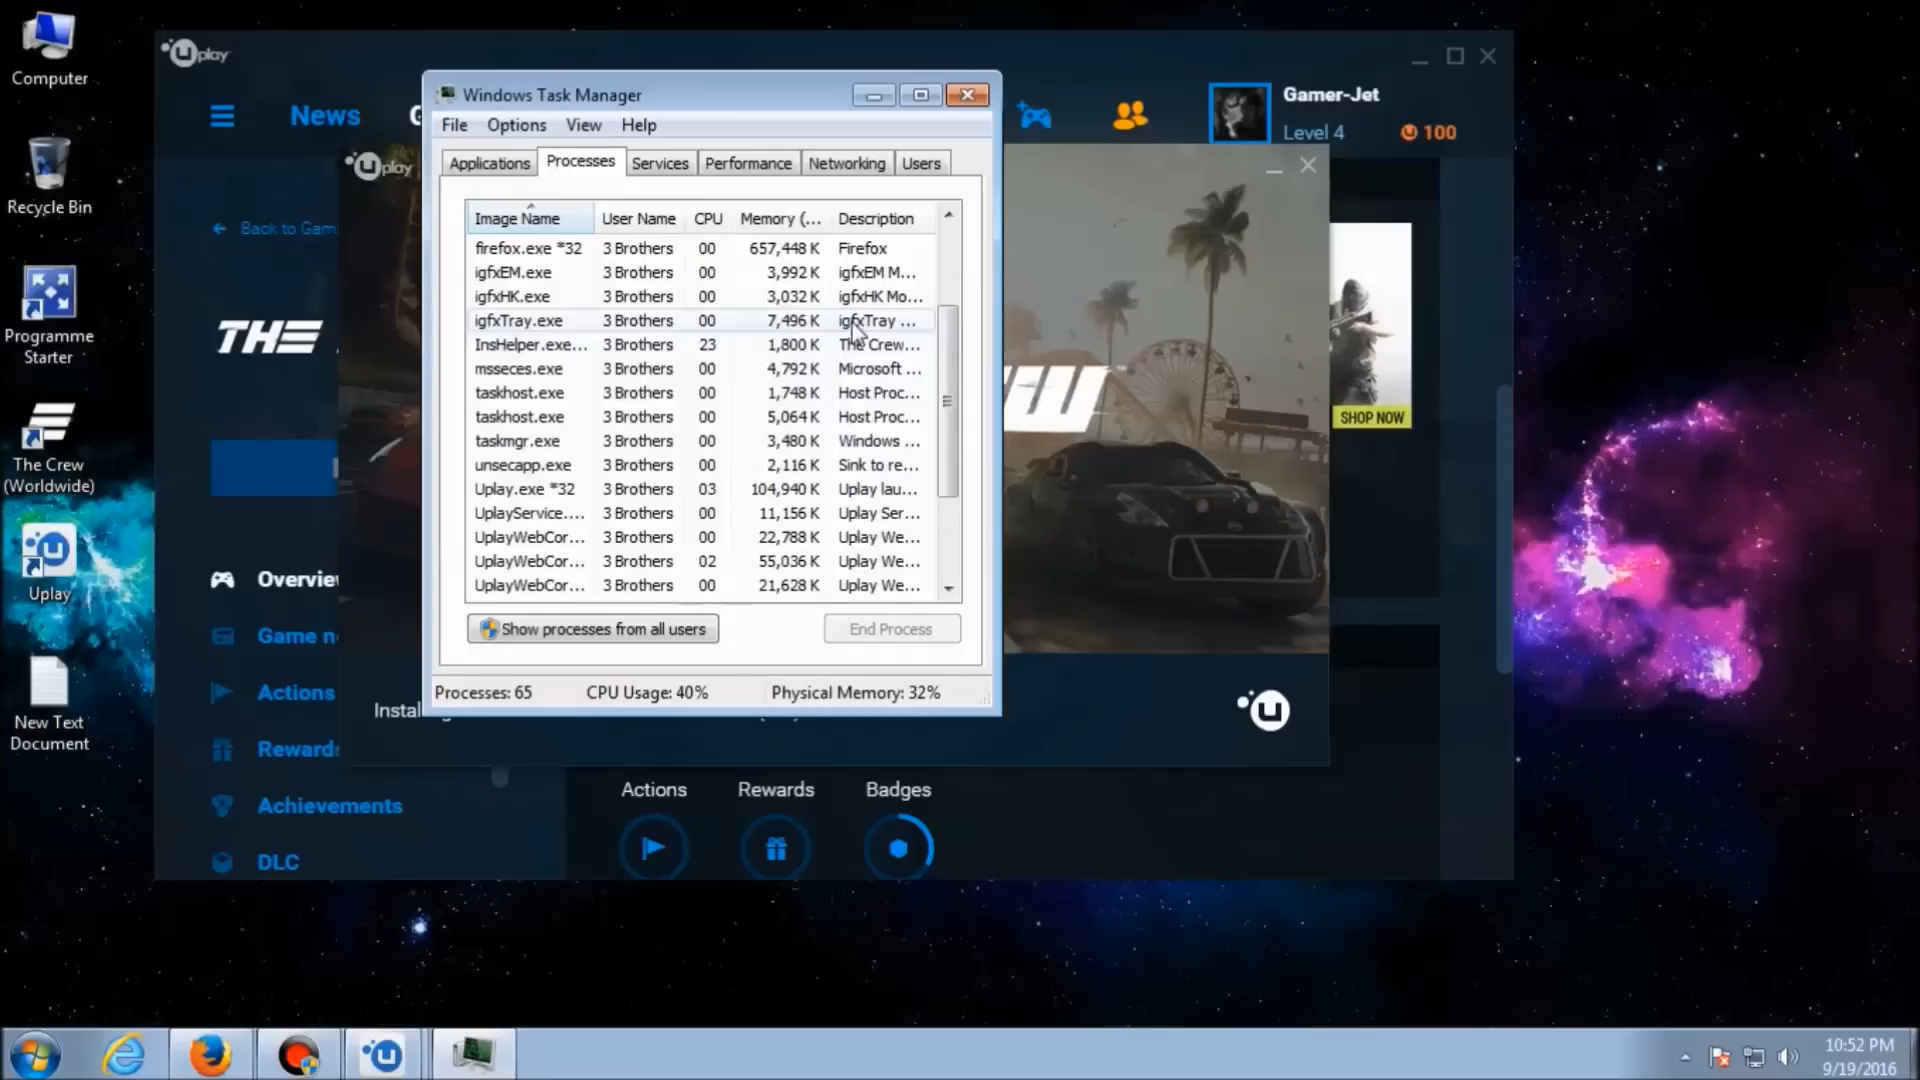 Computer
Recycle Bin
Programme
Starter
The Crew
(Worldwide)
Uplay
New Text
Document
Uplay
News
Gamer-Jet
Level 4
100
Back to Gam
THE
Overvie
Game n
Actions
Rewards
Achievements
DLC
Uplay
Instal
SHOP NOW
Actions
Rewards
Badges
Windows Task Manager
File Options View Help
Applications Processes Services Performance Networking Users
Image Name User Name CPU Memory (... Description
firefox.exe *32 3 Brothers 00 657,448 K Firefox
igfxEM.exe 3 Brothers 00 3,992 K igfxEM M...
igfxHK.exe 3 Brothers 00 3,032 K igfxHK Mo...
igfxTray.exe 3 Brothers 00 7,496 K igfxTray ...
InsHelper.exe... 3 Brothers 23 1,800 K The Crew...
msseces.exe 3 Brothers 00 4,792 K Microsoft ...
taskhost.exe 3 Brothers 00 1,748 K Host Proc...
taskhost.exe 3 Brothers 00 5,064 K Host Proc...
taskmgr.exe 3 Brothers 00 3,480 K Windows ...
unsecapp.exe 3 Brothers 00 2,116 K Sink to re...
Uplay.exe *32 3 Brothers 03 104,940 K Uplay lau...
UplayService.... 3 Brothers 00 11,156 K Uplay Ser...
UplayWebCor... 3 Brothers 00 22,788 K Uplay We...
UplayWebCor... 3 Brothers 02 55,036 K Uplay We...
UplayWebCor... 3 Brothers 00 21,628 K Uplay We...
Show processes from all users
End Process
Processes: 65 CPU Usage: 40% Physical Memory: 32%
10:52 PM
9/19/2016